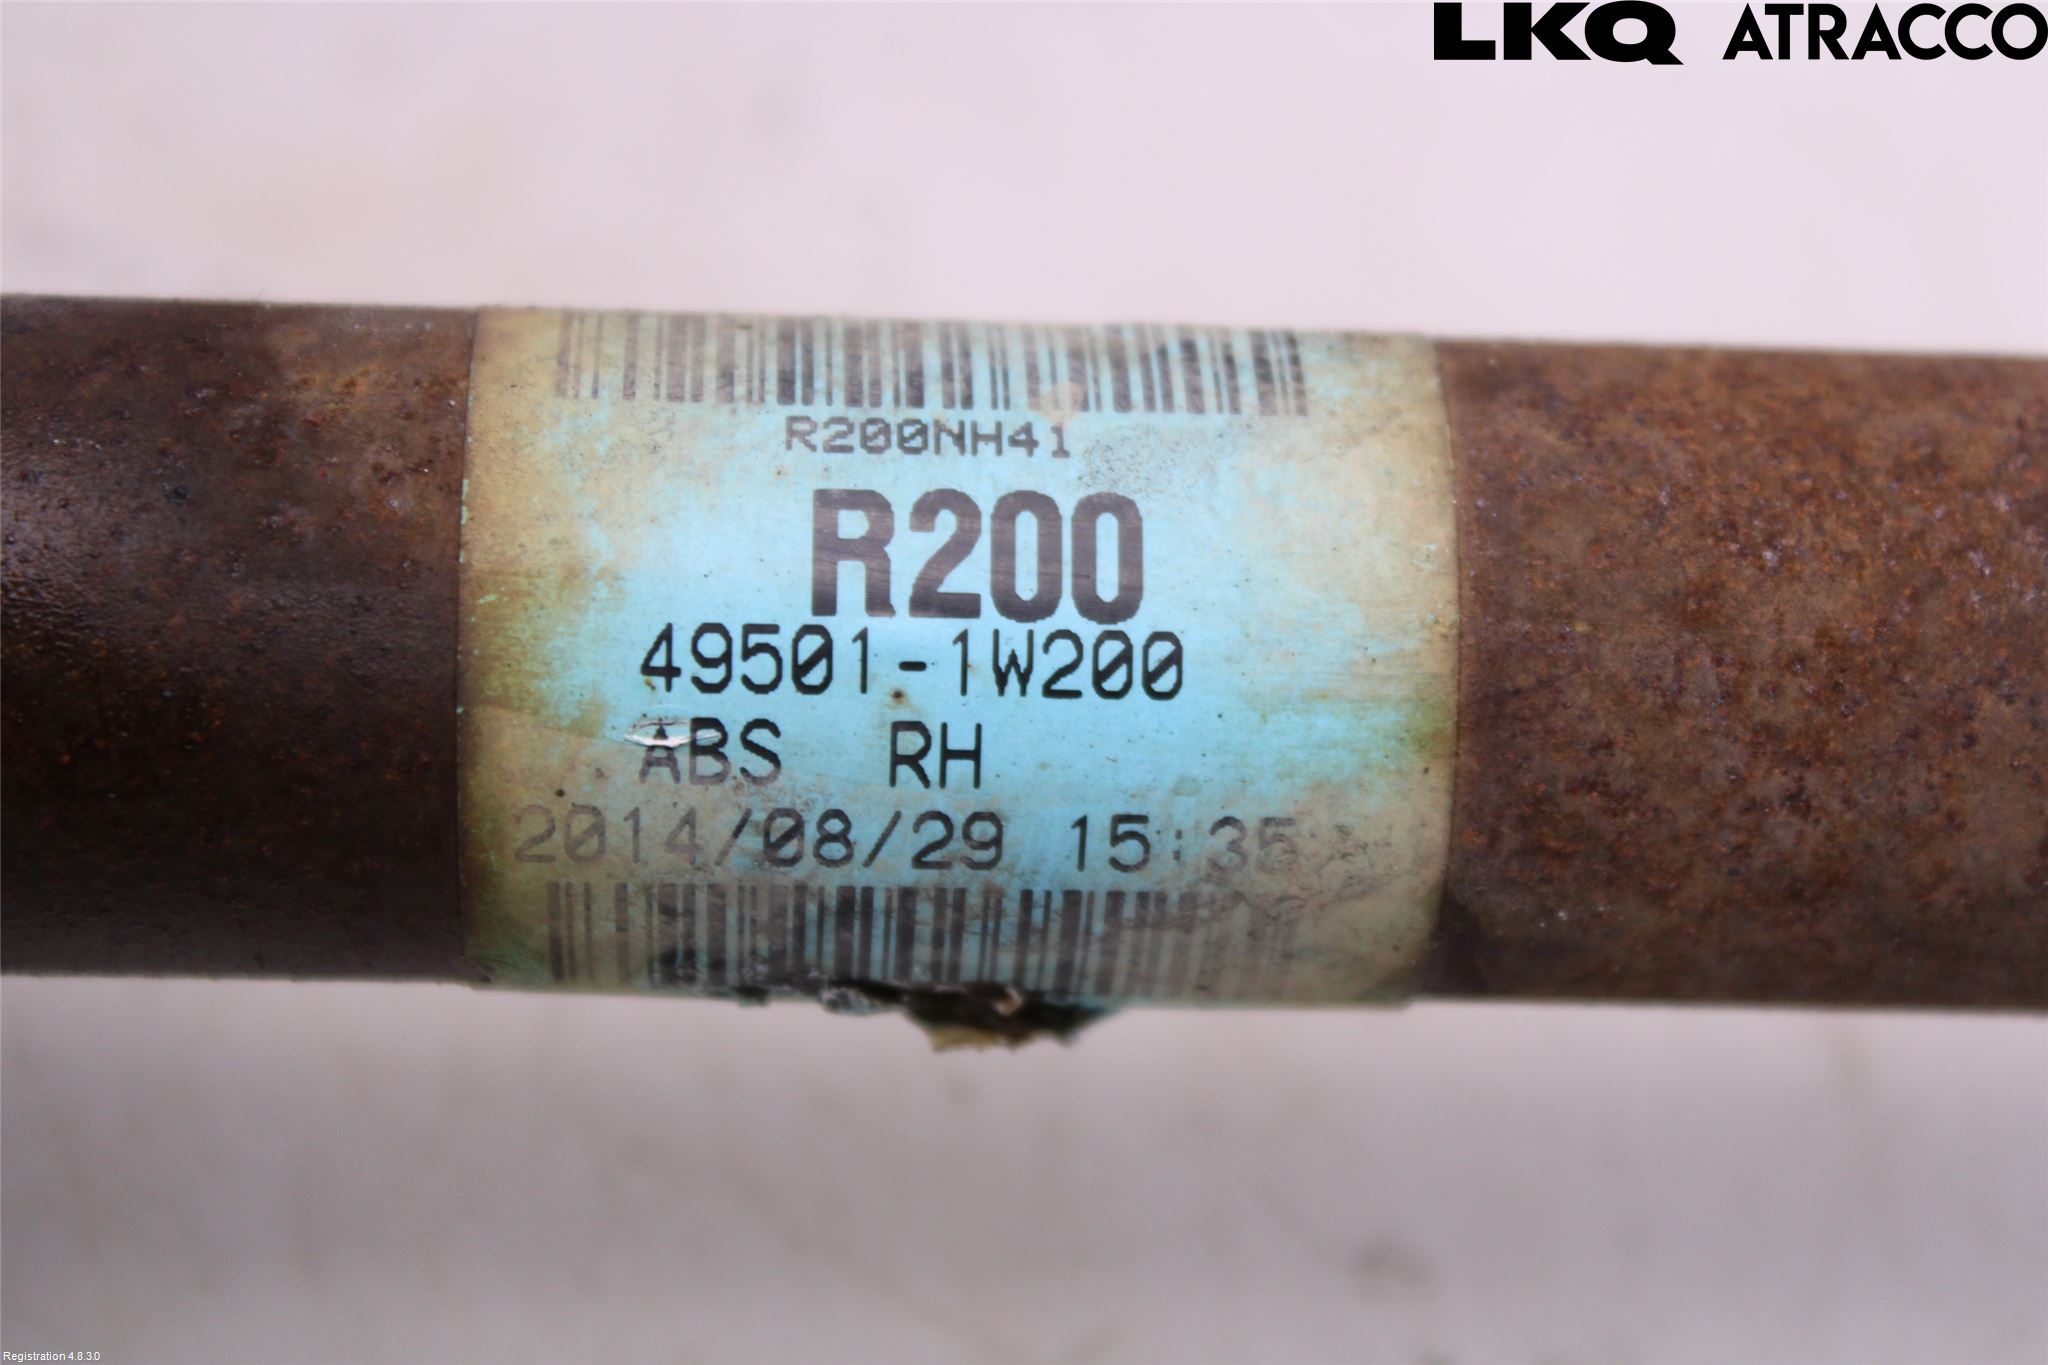 LKQ ATRACCO
R200NH41
R200
49501-1W200
ABS RH
2014/08/29 15:35
Registration 4.8.3.0